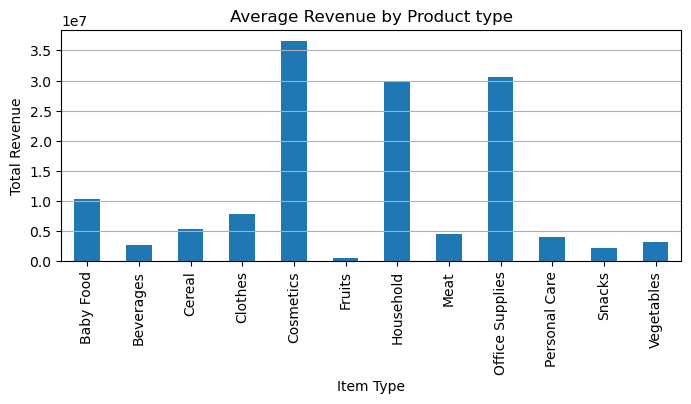 Average Revenue by Product type
1e7
Total Revenue
3.5
3.0
2.5
2.0
1.5
1.0
0.5
0.0
Baby Food
Beverages
Cereal
Clothes
Cosmetics
Fruits
Household
Meat
Office Supplies
Personal Care
Snacks
Vegetables
Item Type